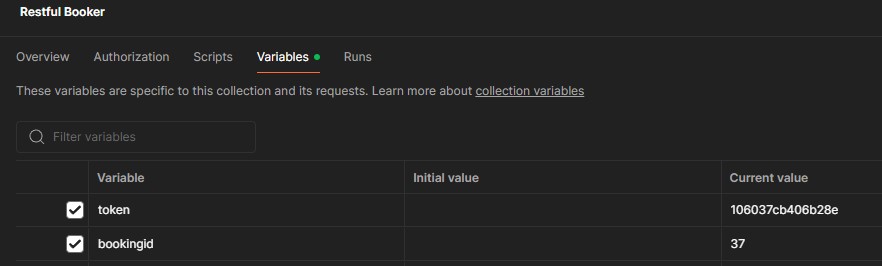 Restful Booker
Overview Authorization Scripts Variables Runs
These variables are specific to this collection and its requests. Learn more about collection variables
Filter variables
Variable Initial value Current value
token 106037cb406b28e
bookingid 37